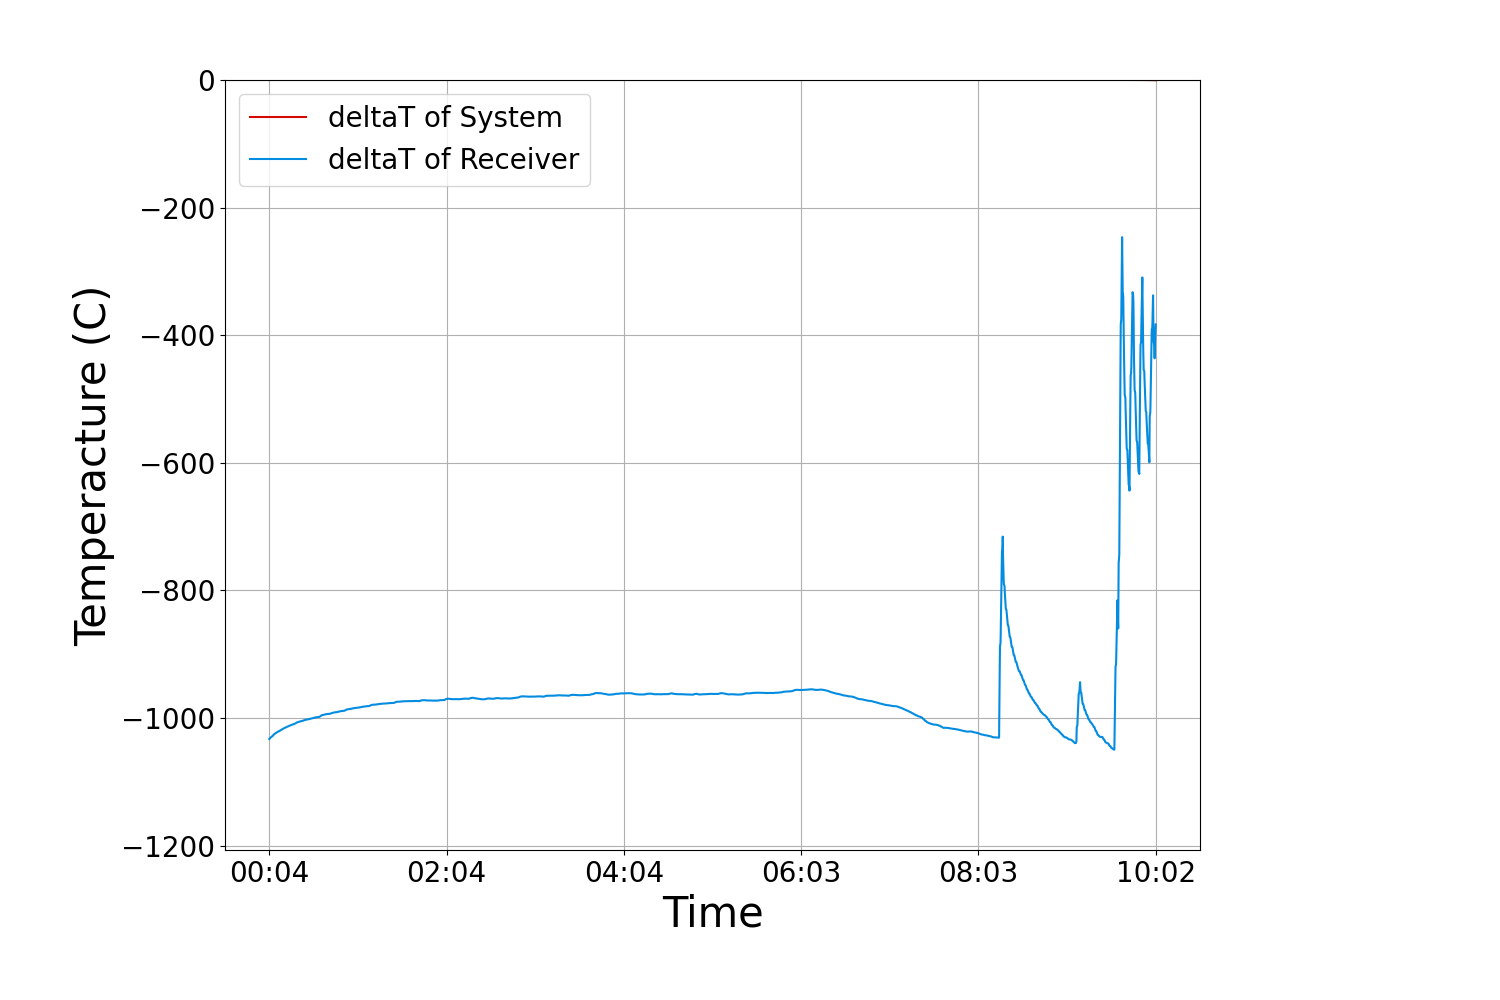 deltaT of System
deltaT of Receiver
Temperacture (C)
0
−200
−400
−600
−800
−1000
−1200
00:04 02:04 04:04 06:03 08:03 10:02
Time